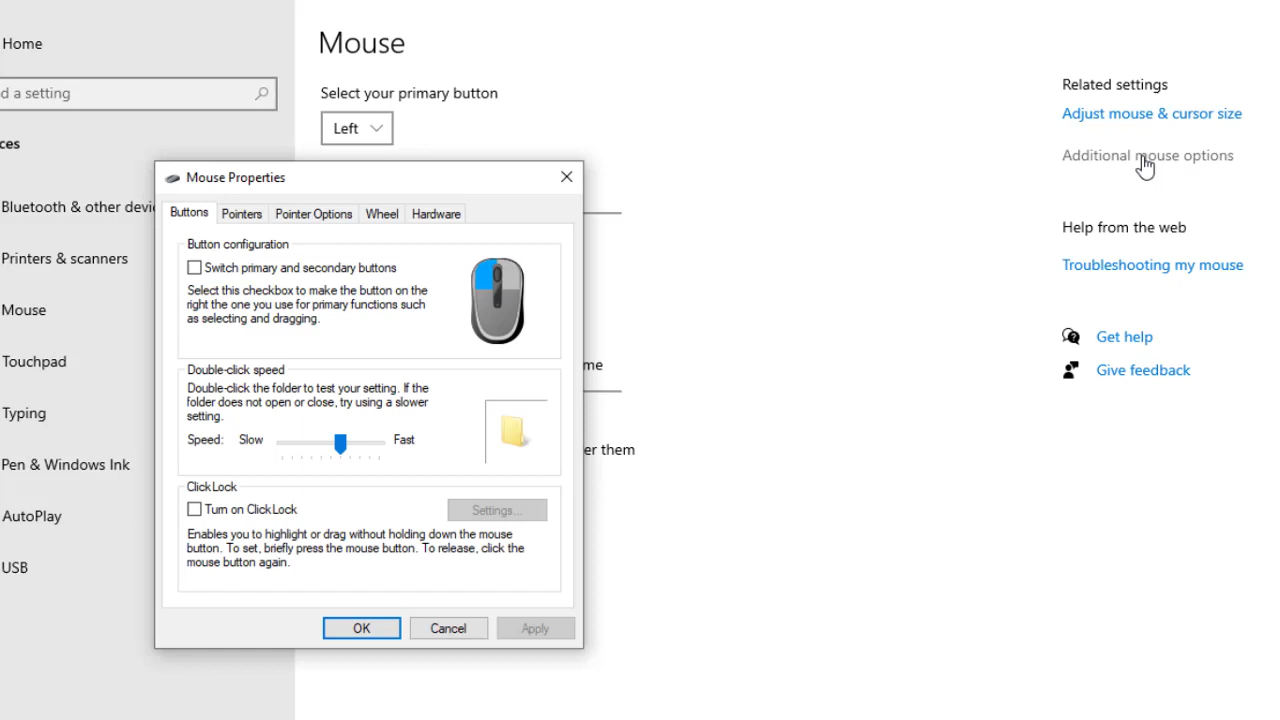 Home
d a setting
ces
Bluetooth & other devic
Printers & scanners
Mouse
Touchpad
Typing
Pen & Windows Ink
AutoPlay
USB
Mouse
Select your primary button
Left
me
er them
Mouse Properties
Buttons Pointers Pointer Options Wheel Hardware
Button configuration
Switch primary and secondary buttons
Select this checkbox to make the button on the
right the one you use for primary functions such
as selecting and dragging.
Double-click speed
Double-click the folder to test your setting. If the
folder does not open or close, try using a slower
setting.
Speed: Slow Fast
ClickLock
Turn on ClickLock Settings...
Enables you to highlight or drag without holding down the mouse
button. To set, briefly press the mouse button. To release, click the
mouse button again.
OK Cancel Apply
Related settings
Adjust mouse & cursor size
Additional mouse options
Help from the web
Troubleshooting my mouse
Get help
Give feedback